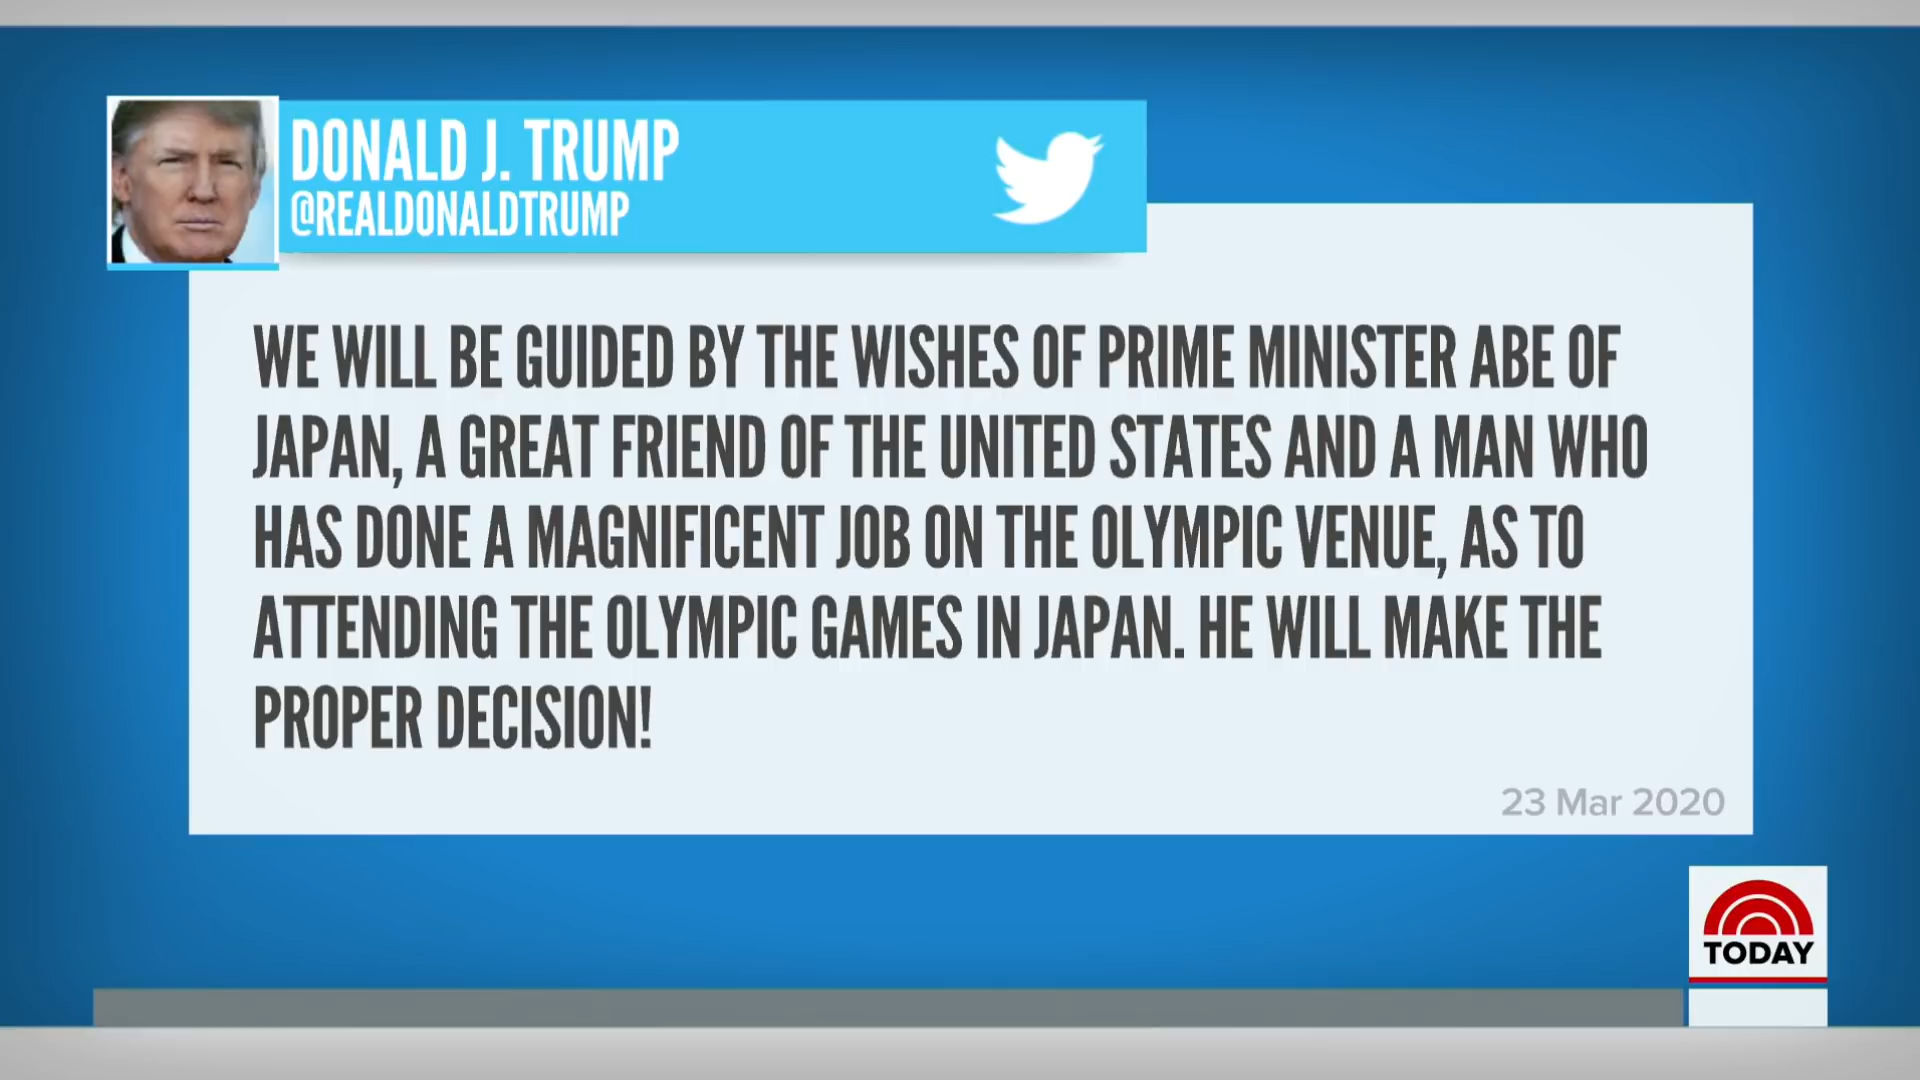 DONALD J. TRUMP
@REALDONALDTRUMP
WE WILL BE GUIDED BY THE WISHES OF PRIME MINISTER ABE OF
JAPAN, A GREAT FRIEND OF THE UNITED STATES AND A MAN WHO
HAS DONE A MAGNIFICENT JOB ON THE OLYMPIC VENUE, AS TO
ATTENDING THE OLYMPIC GAMES IN JAPAN. HE WILL MAKE THE
PROPER DECISION!
23 Mar 2020
TODAY